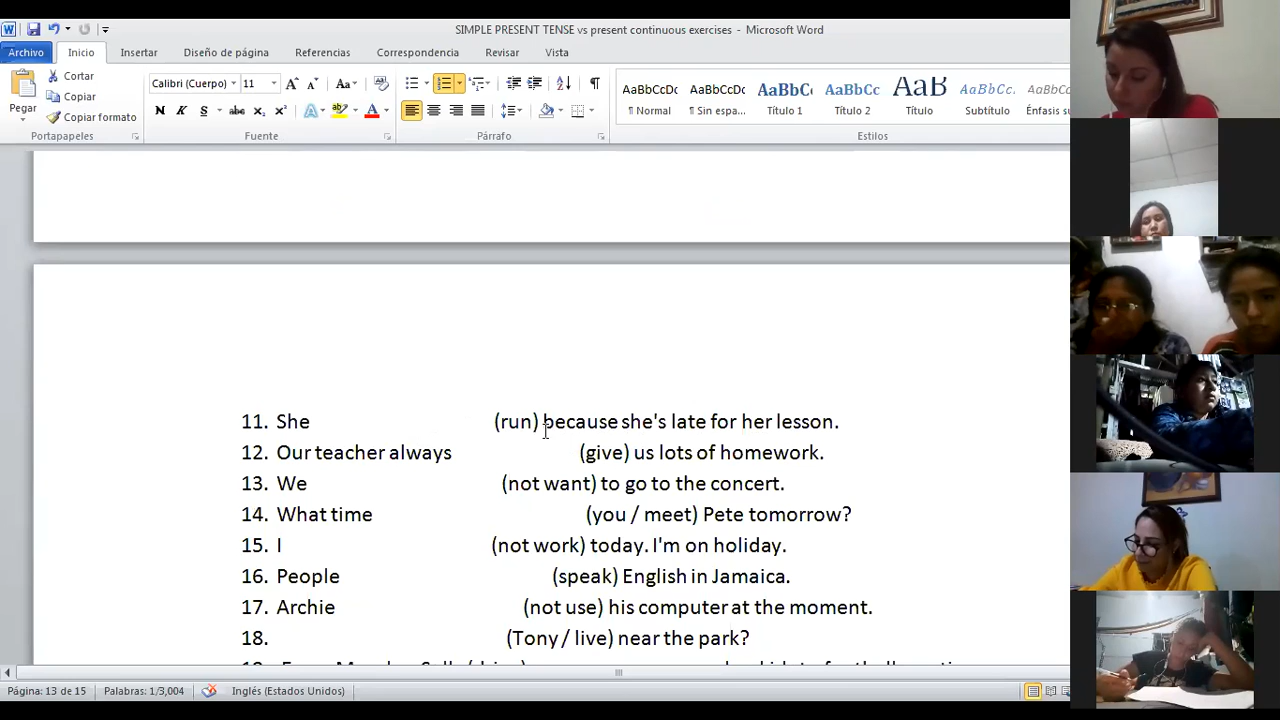 SIMPLE PRESENT TENSE vs present continuous exercises - Microsoft Word
Archivo Inicio Insertar Diseño de página Referencias Correspondencia Revisar Vista
Cortar
Copiar
Copiar formato
Pegar
Portapapeles
Calibri (Cuerpo) 11
Fuente
Párrafo
AaBbCcDc AaBbCcDc AaBbC AaBbCc AaB AaBbCc. AaBbCcD
¶ Normal ¶ Sin espa... Título 1 Título 2 Título Subtítulo Énfasis su
Estilos
11. She (run) because she's late for her lesson.
12. Our teacher always (give) us lots of homework.
13. We (not want) to go to the concert.
14. What time (you / meet) Pete tomorrow?
15. I (not work) today. I'm on holiday.
16. People (speak) English in Jamaica.
17. Archie (not use) his computer at the moment.
18. (Tony / live) near the park?
Página: 13 de 15 Palabras: 1/3,004 Inglés (Estados Unidos)